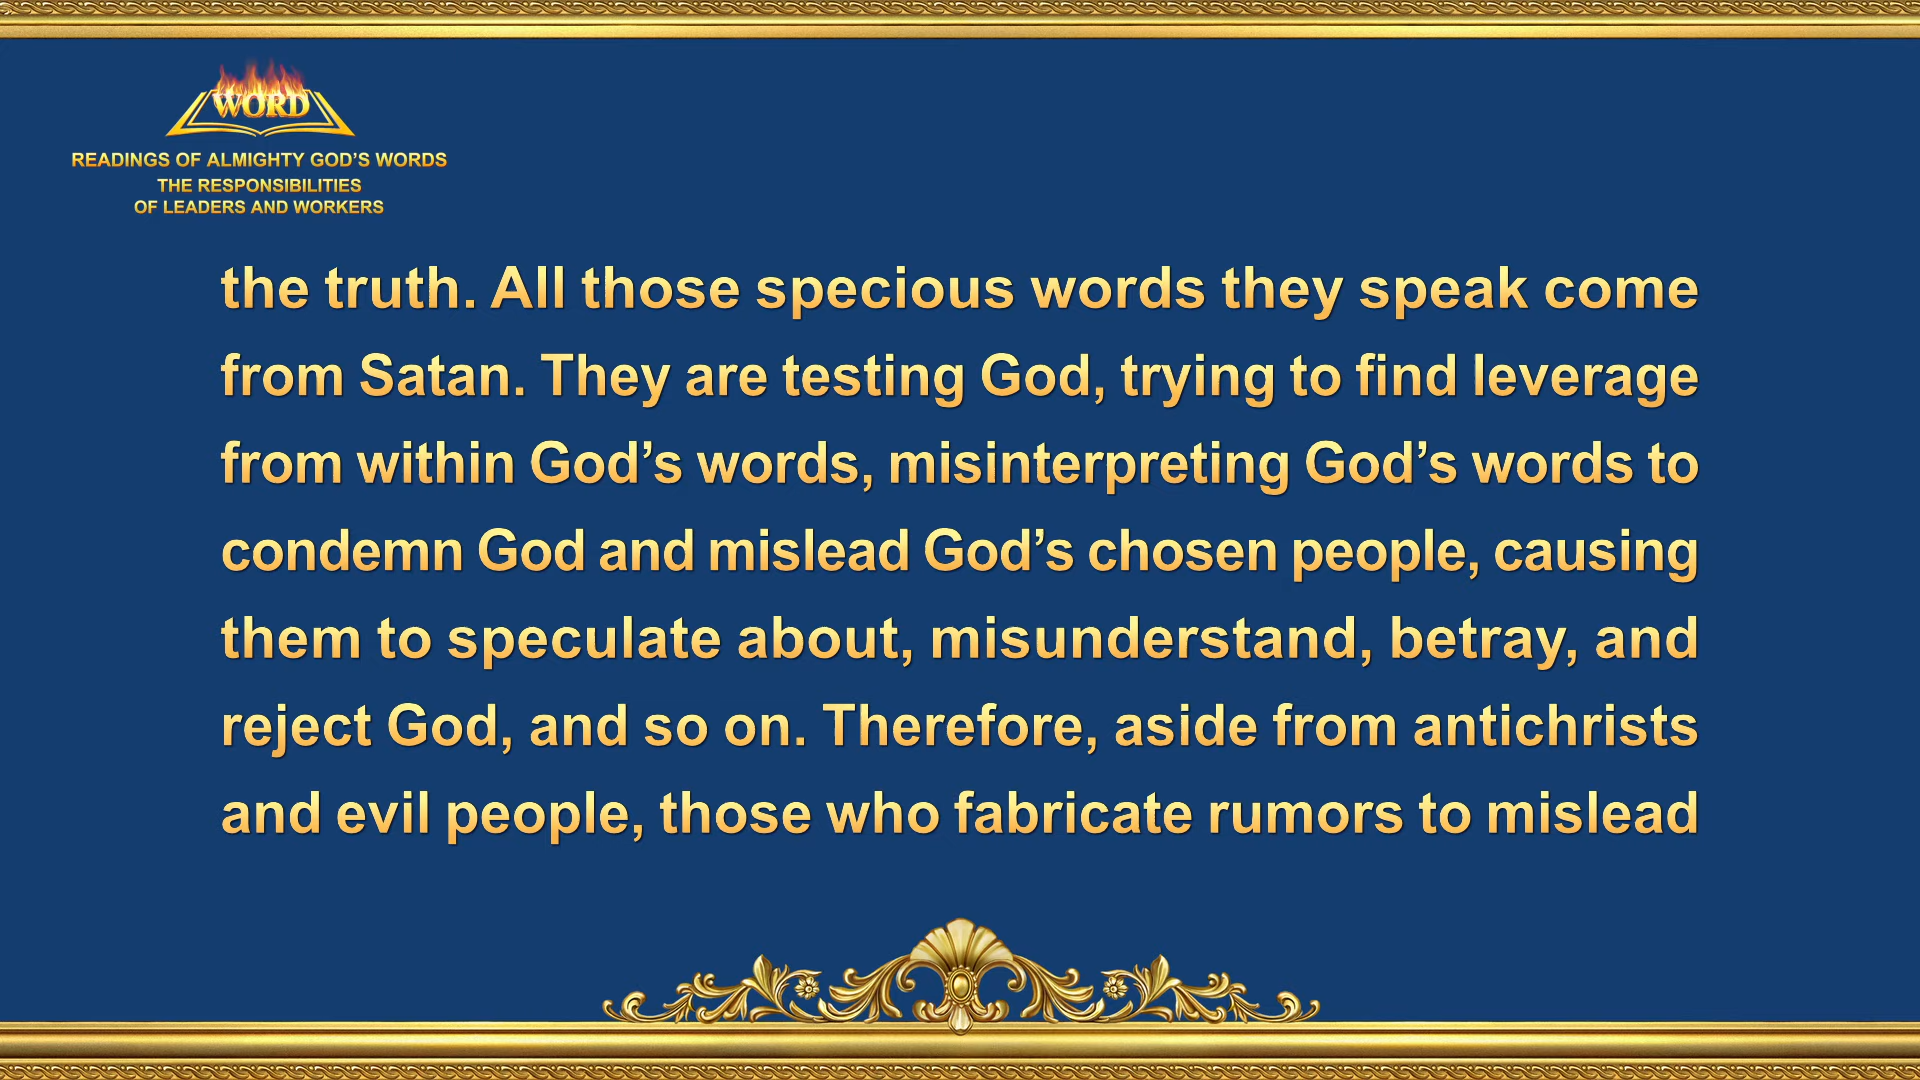 WORD
READINGS OF ALMIGHTY GOD’S WORDS
THE RESPONSIBILITIES
OF LEADERS AND WORKERS
the truth. All those specious words they speak come
from Satan. They are testing God, trying to find leverage
from within God’s words, misinterpreting God’s words to
condemn God and mislead God’s chosen people, causing
them to speculate about, misunderstand, betray, and
reject God, and so on. Therefore, aside from antichrists
and evil people, those who fabricate rumors to mislead